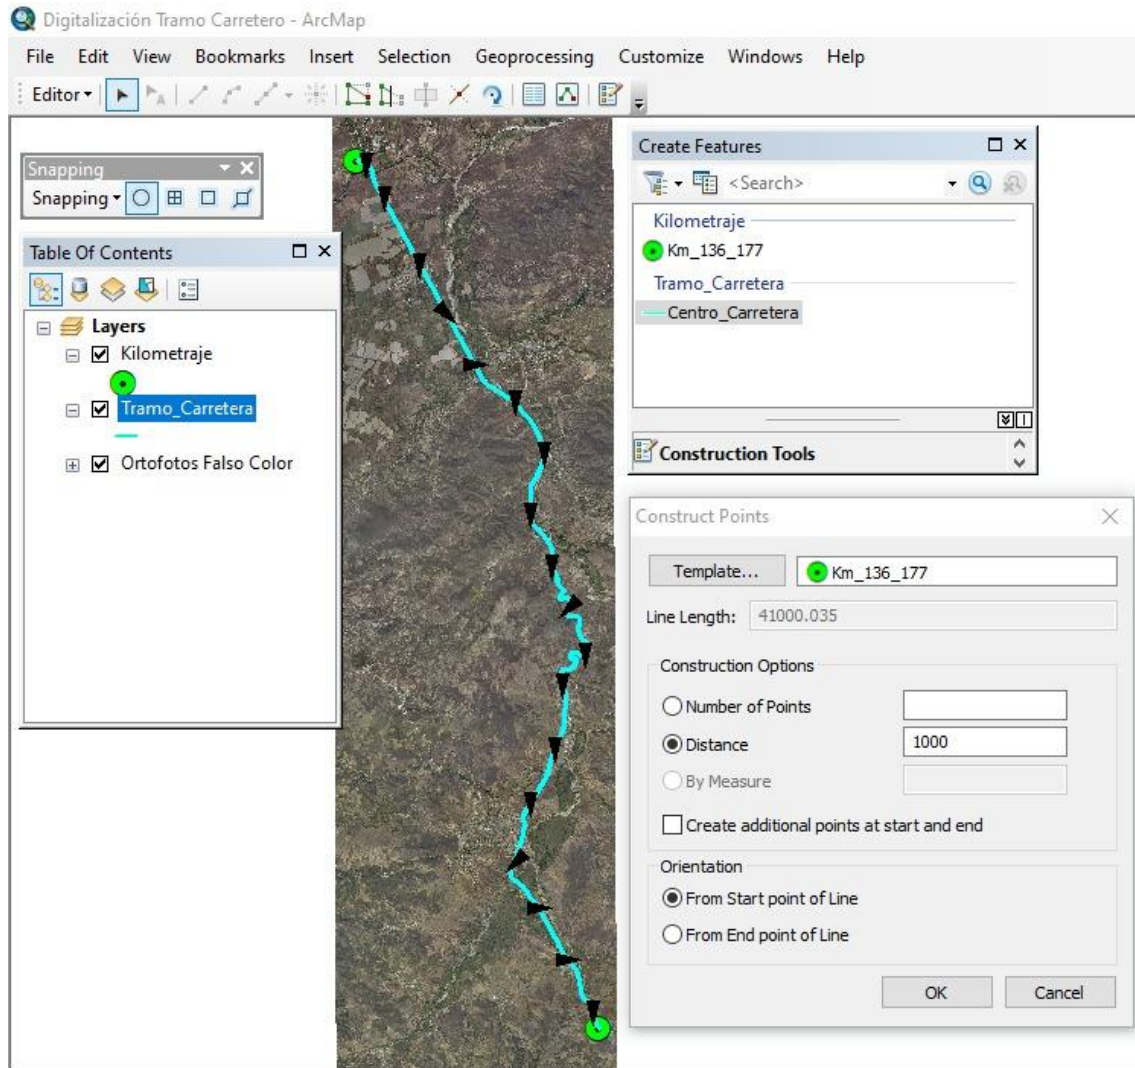 Digitalización Tramo Carretero - ArcMap
File Edit View Bookmarks Insert Selection Geoprocessing Customize Windows Help
Editor
Snapping
Snapping
Table Of Contents
Layers
Kilometraje
Tramo_Carretera
Ortofotos Falso Color
Create Features
<Search>
Kilometraje
Km_136_177
Tramo_Carretera
Centro_Carretera
Construction Tools
Construct Points
Template... Km_136_177
Line Length: 41000.035
Construction Options
Number of Points
Distance 1000
By Measure
Create additional points at start and end
Orientation
From Start point of Line
From End point of Line
OK Cancel